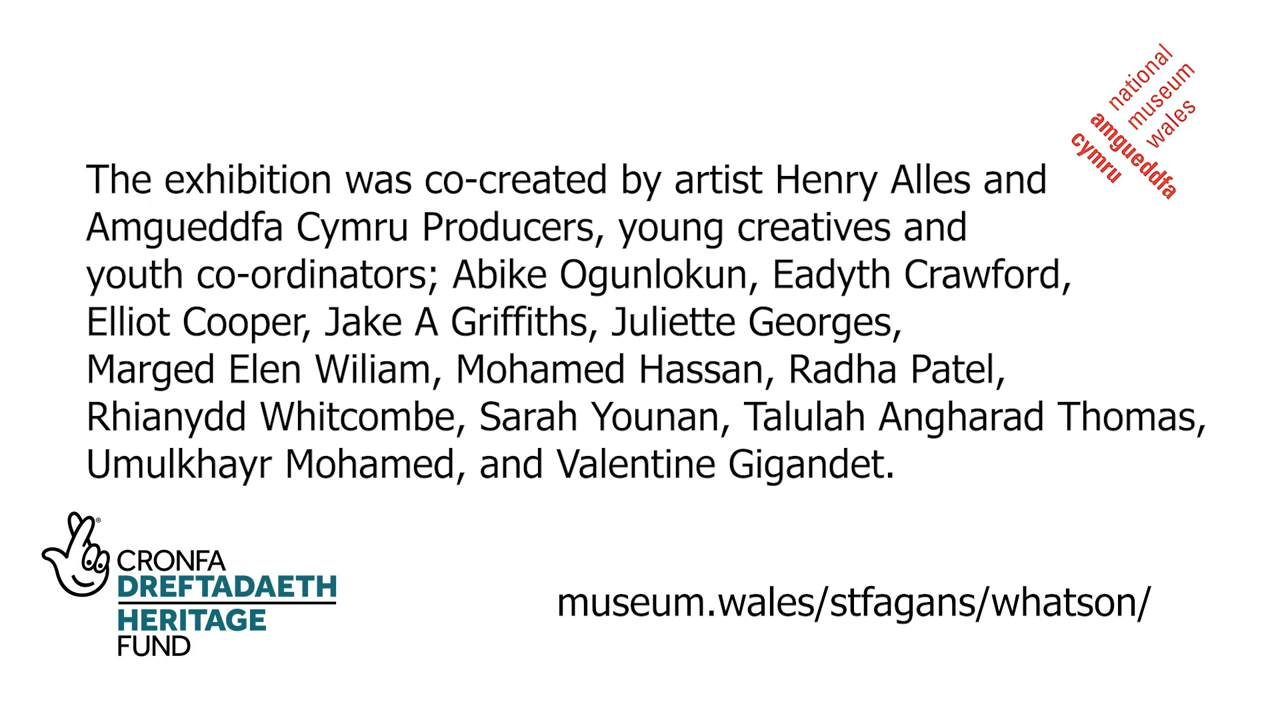 national
museum
wales
amgueddfa
cymru
The exhibition was co-created by artist Henry Alles and
Amgueddfa Cymru Producers, young creatives and
youth co-ordinators; Abike Ogunlokun, Eadyth Crawford,
Elliot Cooper, Jake A Griffiths, Juliette Georges,
Marged Elen Wiliam, Mohamed Hassan, Radha Patel,
Rhianydd Whitcombe, Sarah Younan, Talulah Angharad Thomas,
Umulkhayr Mohamed, and Valentine Gigandet.
CRONFA
DREFTADAETH
HERITAGE
FUND
museum.wales/stfagans/whatson/